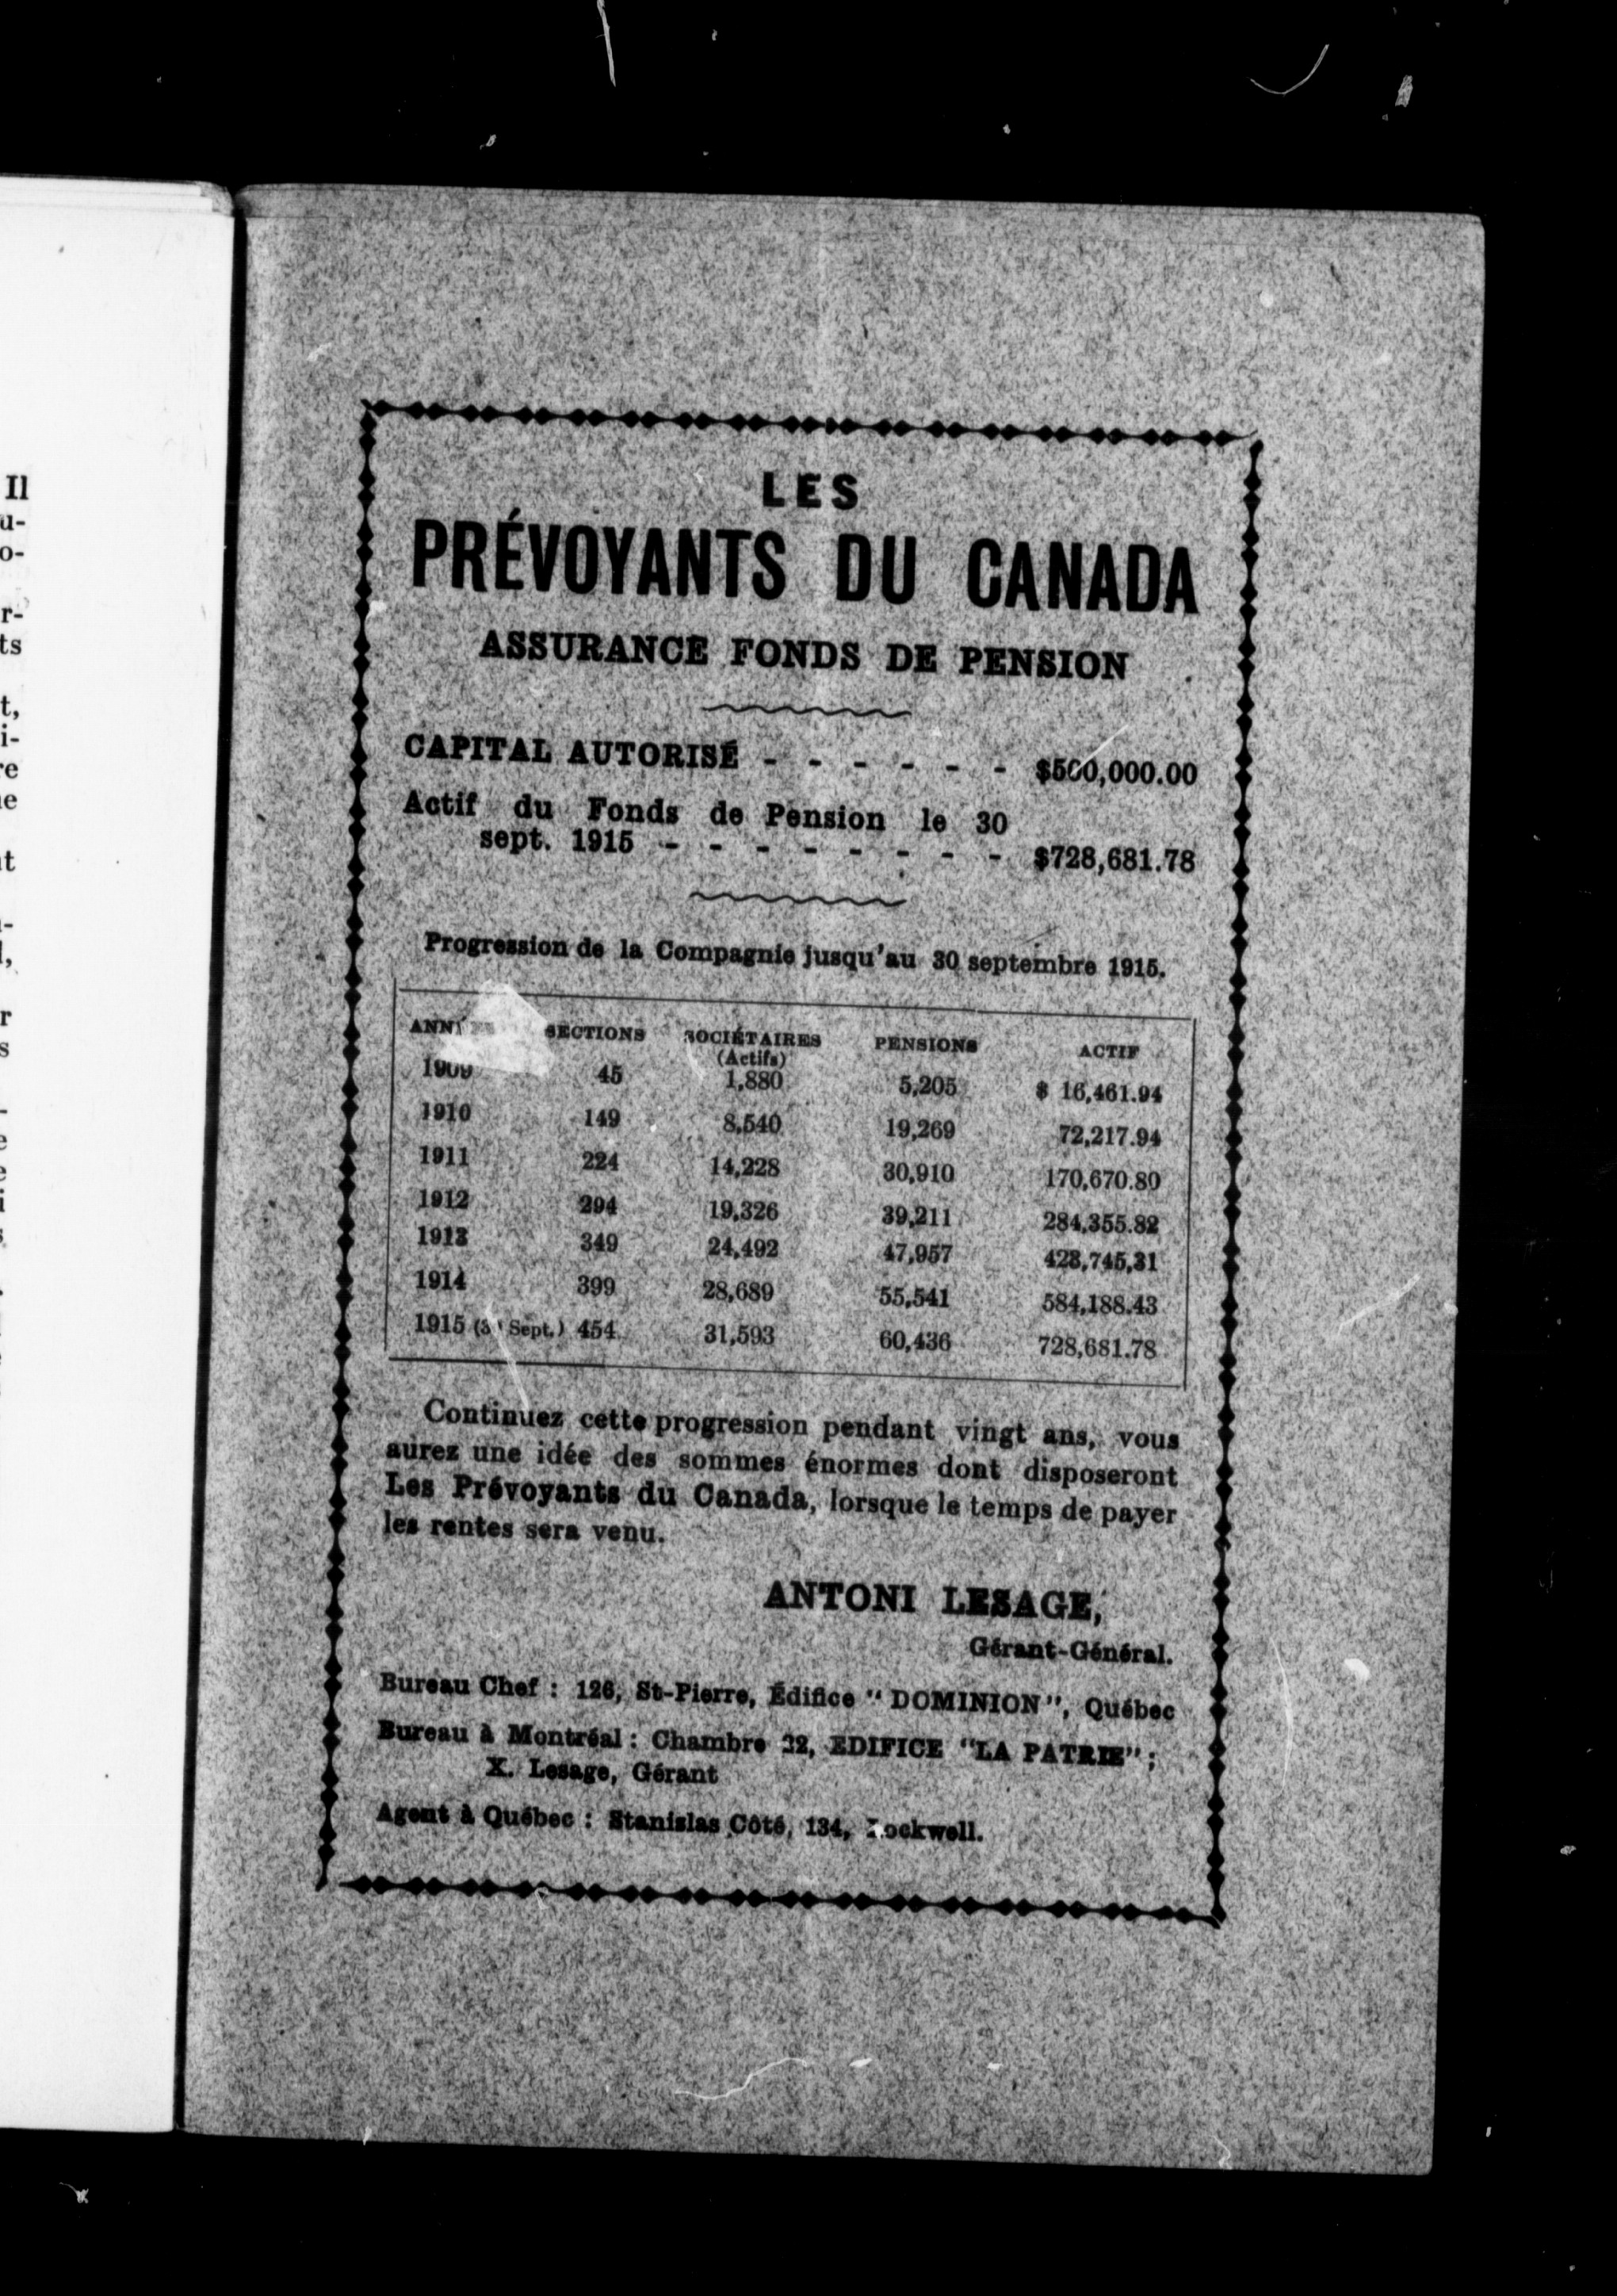 LES
PRÉVOYANTS DU CANADA
ASSURANCE FONDS DE PENSION
CAPITAL AUTORISÉ - - - - - - $500,000.00
Actif du Fonds de Pension le 30
sept. 1915 - - - - - - - - $728,681.78
Progression de la Compagnie jusqu'au 30 septembre 1915.
SECTIONS SOCIÉTAIRES PENSIONS ACTIF
(Actifs)
1909 45 1,880 5,205 $ 16,461.94
1910 149 8,540 19,269 72,217.94
1911 224 14,228 30,910 170,670.80
1912 294 19,326 39,211 284,355.82
1913 349 24,492 47,957 428,745,31
1914 399 28,689 55,541 584,188.43
1915 (30 Sept.) 454 31,593 60,436 728,681.78
Continuez cette progression pendant vingt ans, vous
aurez une idée des sommes énormes dont disposeront
Les Prévoyants du Canada, lorsque le temps de payer
les rentes sera venu.
ANTONI LESAGE,
Gérant-Général.
Bureau Chef : 126, St-Pierre, Édifice "DOMINION", Québec
Bureau à Montréal : Chambre 22, EDIFICE "LA PATRIE" ;
X. Lesage, Gérant
Agent à Québec : Stanislas Côté, 134,